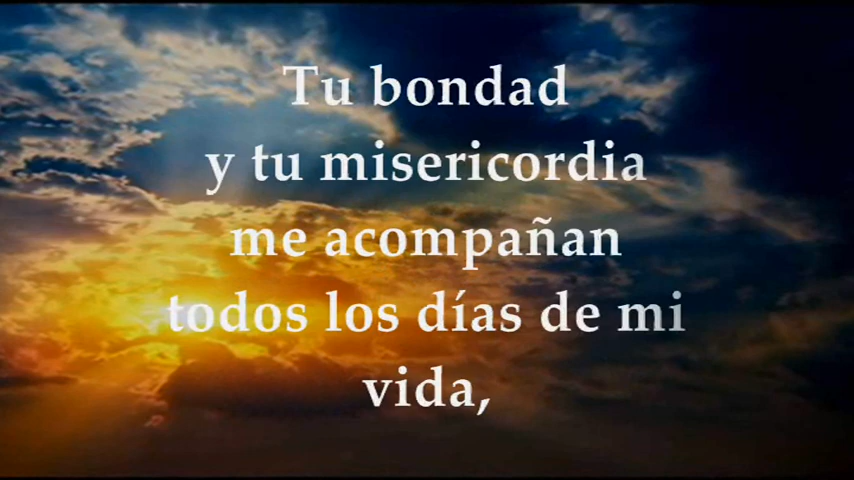 Tu bondad
y tu misericordia
me acompañan
todos los días de mi
vida,